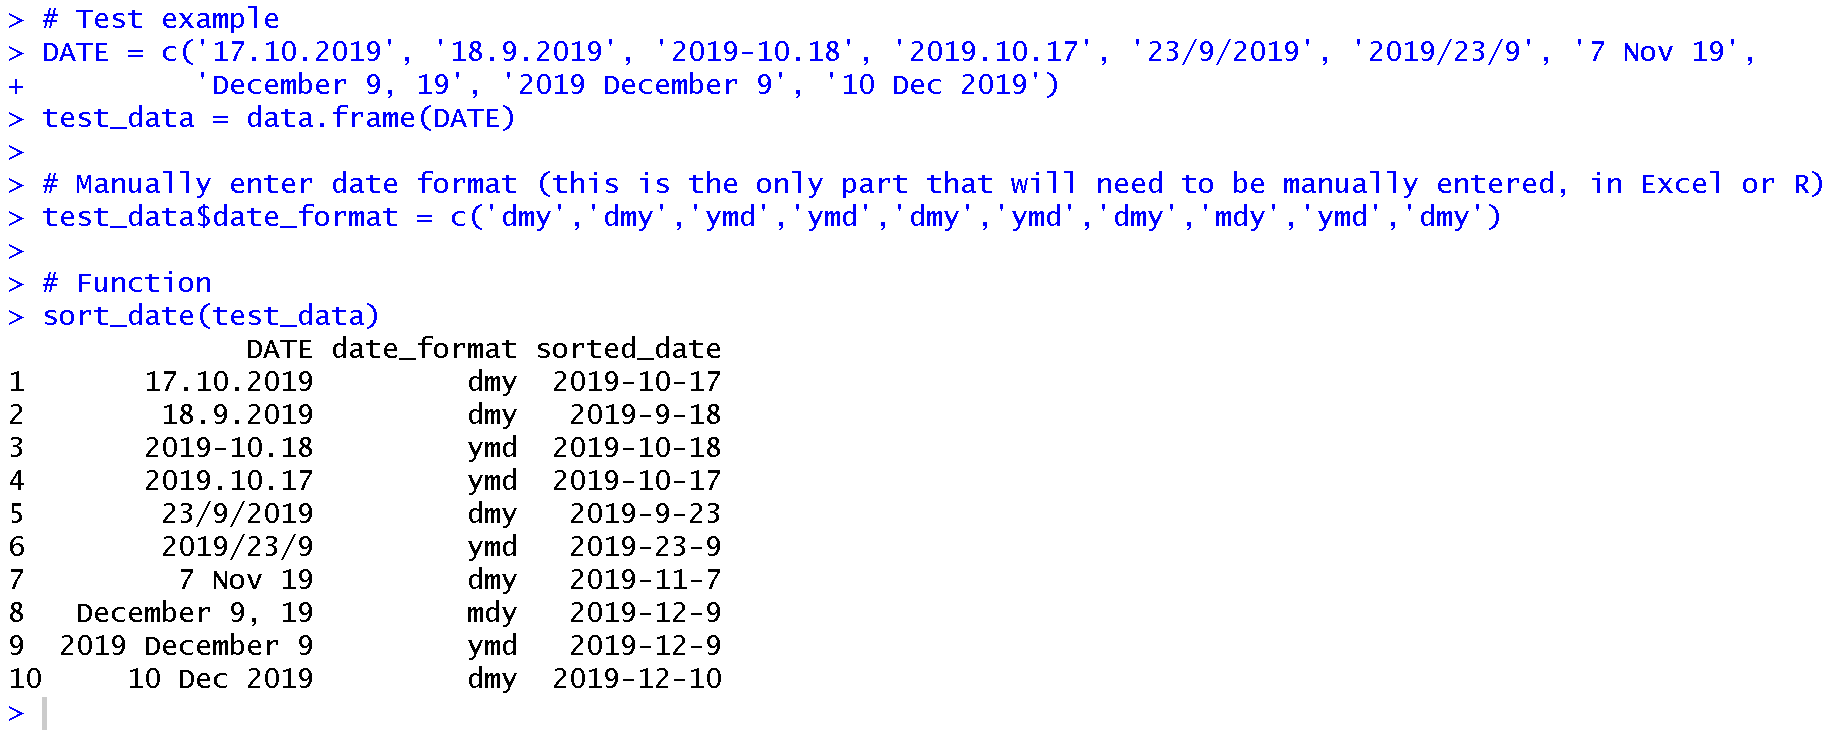 > # Test example
> DATE = c('17.10.2019', '18.9.2019', '2019-10.18', '2019.10.17', '23/9/2019', '2019/23/9', '7 Nov 19',
+          'December 9, 19', '2019 December 9', '10 Dec 2019')
> test_data = data.frame(DATE)
>
> # Manually enter date format (this is the only part that will need to be manually entered, in Excel or R)
> test_data$date_format = c('dmy','dmy','ymd','ymd','dmy','ymd','dmy','mdy','ymd','dmy')
>
> # Function
> sort_date(test_data)
              DATE date_format sorted_date
1       17.10.2019         dmy  2019-10-17
2        18.9.2019         dmy   2019-9-18
3       2019-10.18         ymd  2019-10-18
4       2019.10.17         ymd  2019-10-17
5        23/9/2019         dmy   2019-9-23
6        2019/23/9         ymd   2019-23-9
7         7 Nov 19         dmy   2019-11-7
8   December 9, 19         mdy   2019-12-9
9  2019 December 9         ymd   2019-12-9
10     10 Dec 2019         dmy  2019-12-10
>